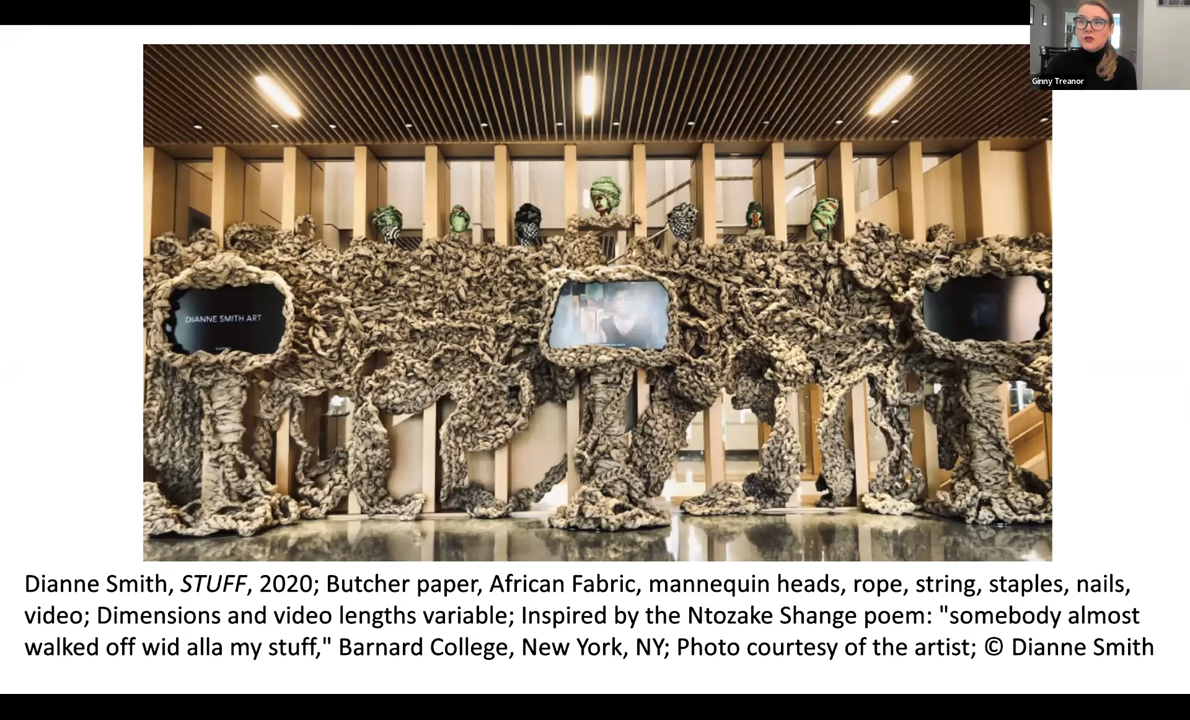 Ginny Treanor
DIANNE SMITH ART
Dianne Smith, STUFF, 2020; Butcher paper, African Fabric, mannequin heads, rope, string, staples, nails,
video; Dimensions and video lengths variable; Inspired by the Ntozake Shange poem: "somebody almost
walked off wid alla my stuff," Barnard College, New York, NY; Photo courtesy of the artist; © Dianne Smith